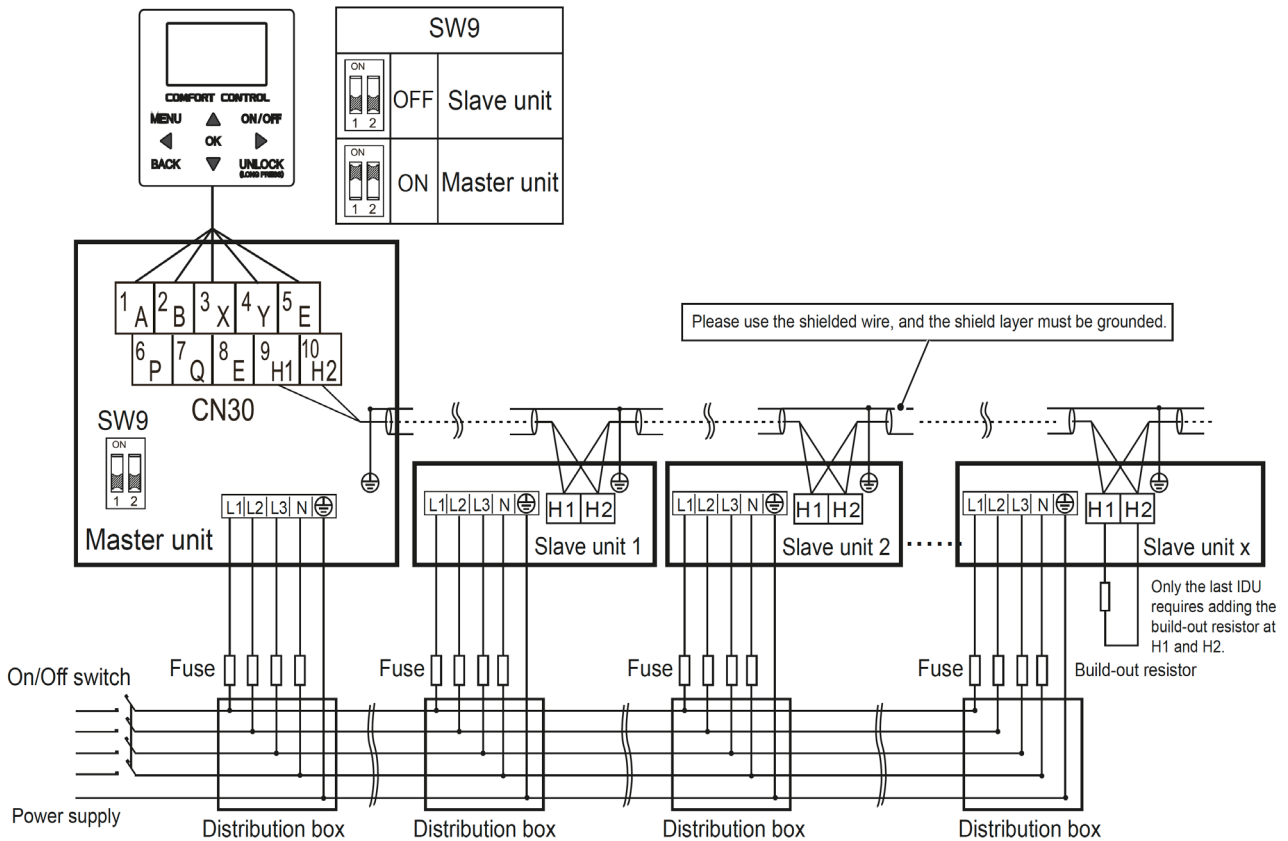 SW9
ON
1 2
OFF
Slave unit
ON
1 2
ON
Master unit
COMFORT CONTROL
MENU
ON/OFF
OK
BACK
UNLOCK
(LONG PRESS)
1 A
2 B
3 X
4 Y
5 E
6 P
7 Q
8 E
9 H1
10 H2
CN30
SW9
ON
1 2
Master unit
L1 L2 L3 N
Please use the shielded wire, and the shield layer must be grounded.
L1 L2 L3 N
H1 H2
Slave unit 1
L1 L2 L3 N
H1 H2
Slave unit 2
L1 L2 L3 N
H1 H2
Slave unit x
Only the last IDU
requires adding the
build-out resistor at
H1 and H2.
Build-out resistor
Fuse
Fuse
Fuse
Fuse
On/Off switch
Power supply
Distribution box
Distribution box
Distribution box
Distribution box